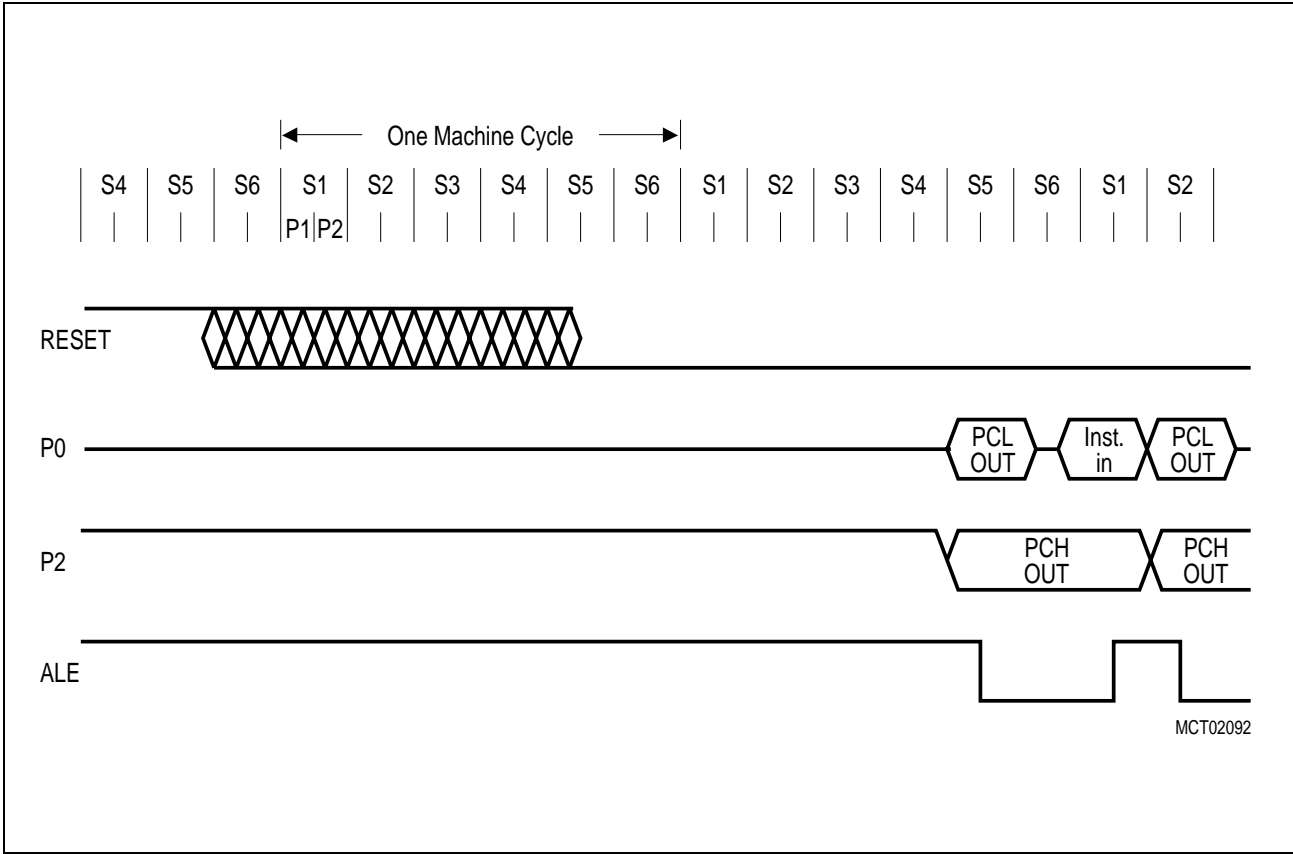 One Machine Cycle
S4 S5 S6 S1 S2 S3 S4 S5 S6 S1 S2 S3 S4 S5 S6 S1 S2
P1 P2
RESET
P0
PCL
OUT
Inst.
in
PCL
OUT
P2
PCH
OUT
PCH
OUT
ALE
MCT02092